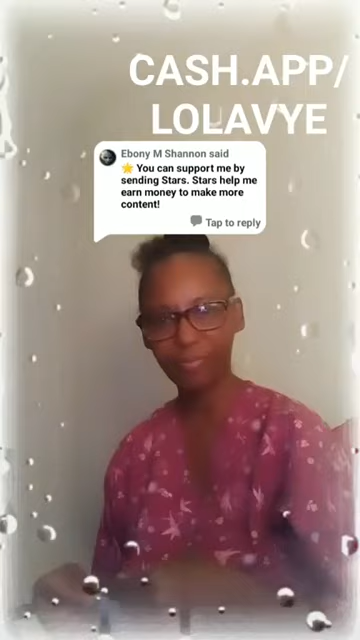 CASH.APP/
LOLAVYE
Ebony M Shannon said
⭐ You can support me by
sending Stars. Stars help me
earn money to make more
content!
Tap to reply